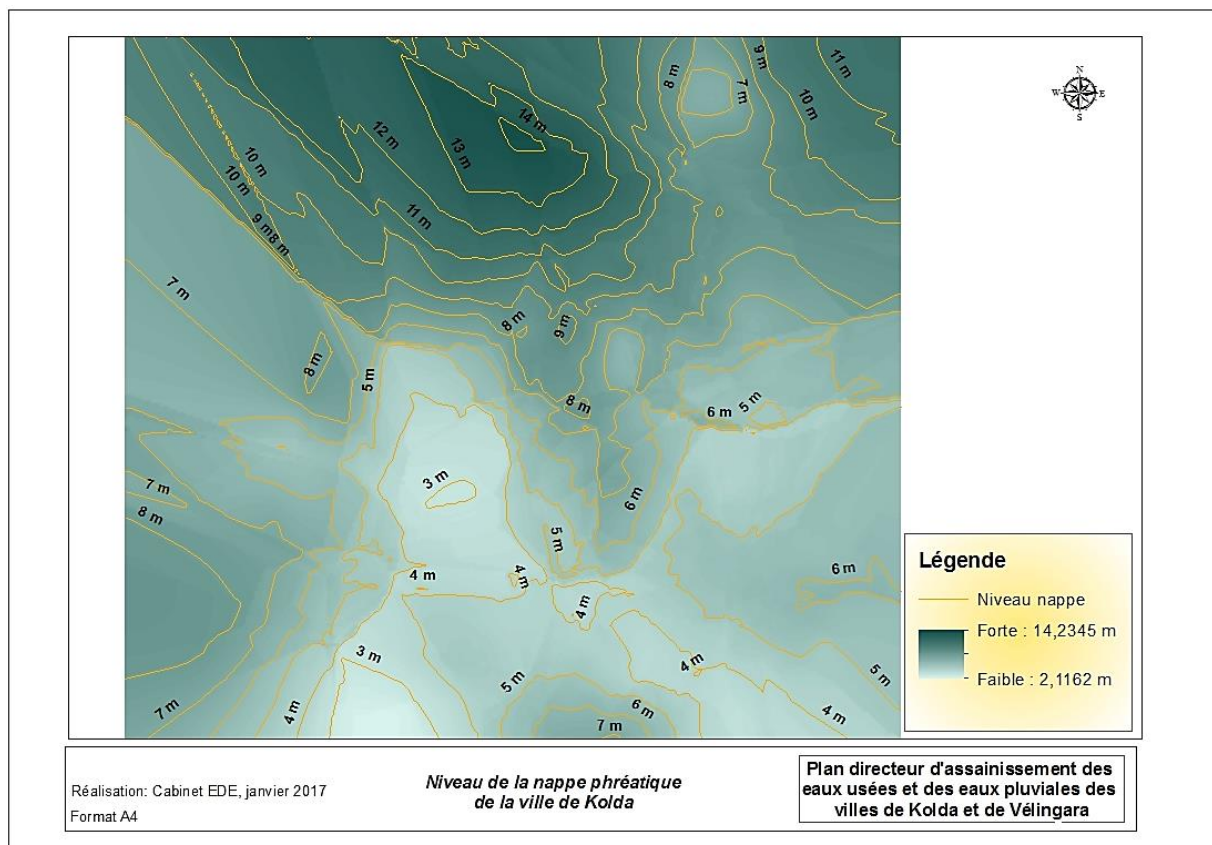 11 m
9 m
8 m
7 m
10 m
14 m
12 m
13 m
10 m
10 m
11 m
9 m
8 m
7 m
8 m
9 m
8 m
5 m
8 m
6 m
5 m
3 m
7 m
8 m
6 m
5 m
4 m
4 m
4 m
6 m
3 m
4 m
5 m
5 m
7 m
4 m
6 m
7 m
4 m
N
W
E
S
Légende
Niveau nappe
Forte : 14,2345 m
Faible : 2,1162 m
Réalisation: Cabinet EDE, janvier 2017
Format A4
Niveau de la nappe phréatique
de la ville de Kolda
Plan directeur d'assainissement des
eaux usées et des eaux pluviales des
villes de Kolda et de Vélingara